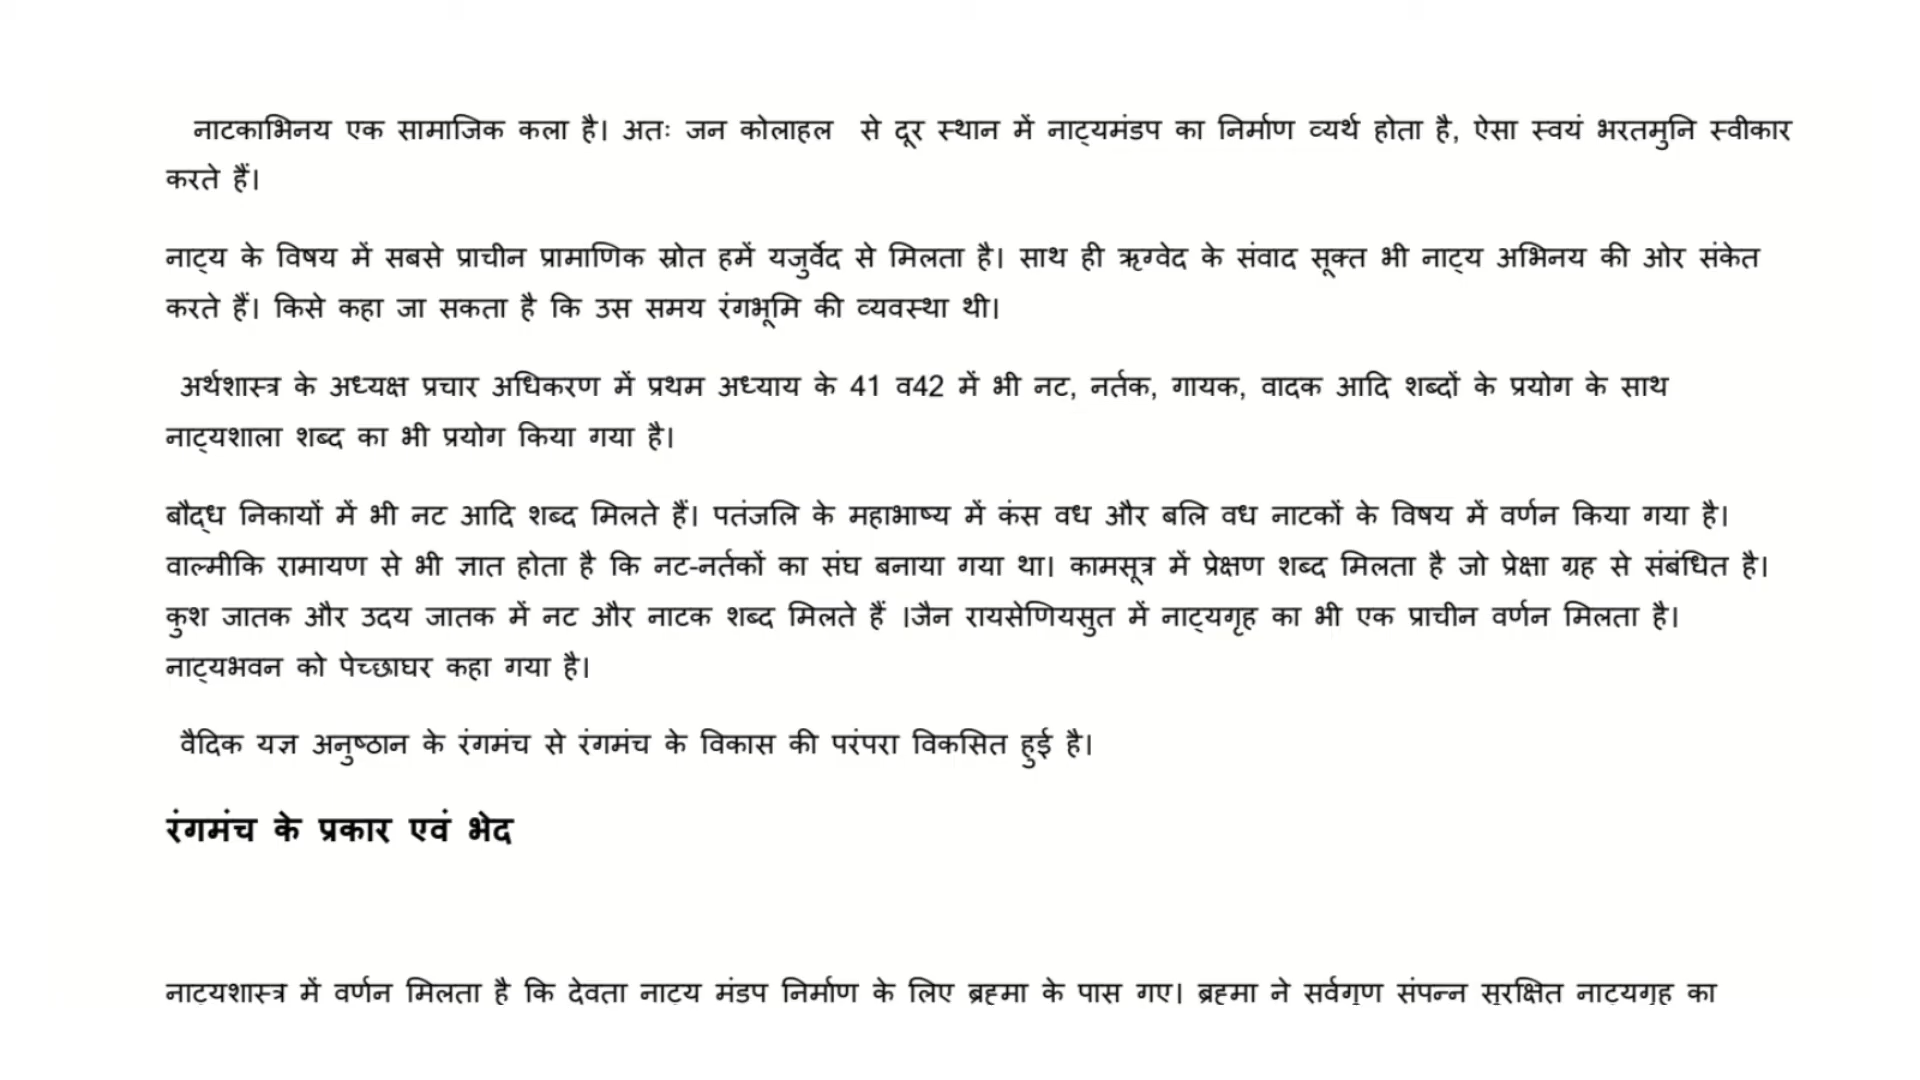 नाटकाभिनय एक सामाजिक कला है। अतः जन कोलाहल से दूर स्थान में नाट्यमंडप का निर्माण व्यर्थ होता है, ऐसा स्वयं भरतमुनि स्वीकार
करते हैं।
नाट्य के विषय में सबसे प्राचीन प्रामाणिक स्रोत हमें यजुर्वेद से मिलता है। साथ ही ऋग्वेद के संवाद सूक्त भी नाट्य अभिनय की ओर संकेत
करते हैं। किसे कहा जा सकता है कि उस समय रंगभूमि की व्यवस्था थी।
अर्थशास्त्र के अध्यक्ष प्रचार अधिकरण में प्रथम अध्याय के 41 व42 में भी नट, नर्तक, गायक, वादक आदि शब्दों के प्रयोग के साथ
नाट्यशाला शब्द का भी प्रयोग किया गया है।
बौद्ध निकायों में भी नट आदि शब्द मिलते हैं। पतंजलि के महाभाष्य में कंस वध और बलि वध नाटकों के विषय में वर्णन किया गया है।
वाल्मीकि रामायण से भी ज्ञात होता है कि नट-नर्तकों का संघ बनाया गया था। कामसूत्र में प्रेक्षण शब्द मिलता है जो प्रेक्षा ग्रह से संबंधित है।
कुश जातक और उदय जातक में नट और नाटक शब्द मिलते हैं ।जैन रायसेणियसुत में नाट्यगृह का भी एक प्राचीन वर्णन मिलता है।
नाट्यभवन को पेच्छाघर कहा गया है।
वैदिक यज्ञ अनुष्ठान के रंगमंच से रंगमंच के विकास की परंपरा विकसित हुई है।
रंगमंच के प्रकार एवं भेद
नाट्यशास्त्र में वर्णन मिलता है कि देवता नाट्य मंडप निर्माण के लिए ब्रह्मा के पास गए। ब्रह्मा ने सर्वगुण संपन्न सुरक्षित नाट्यगृह का